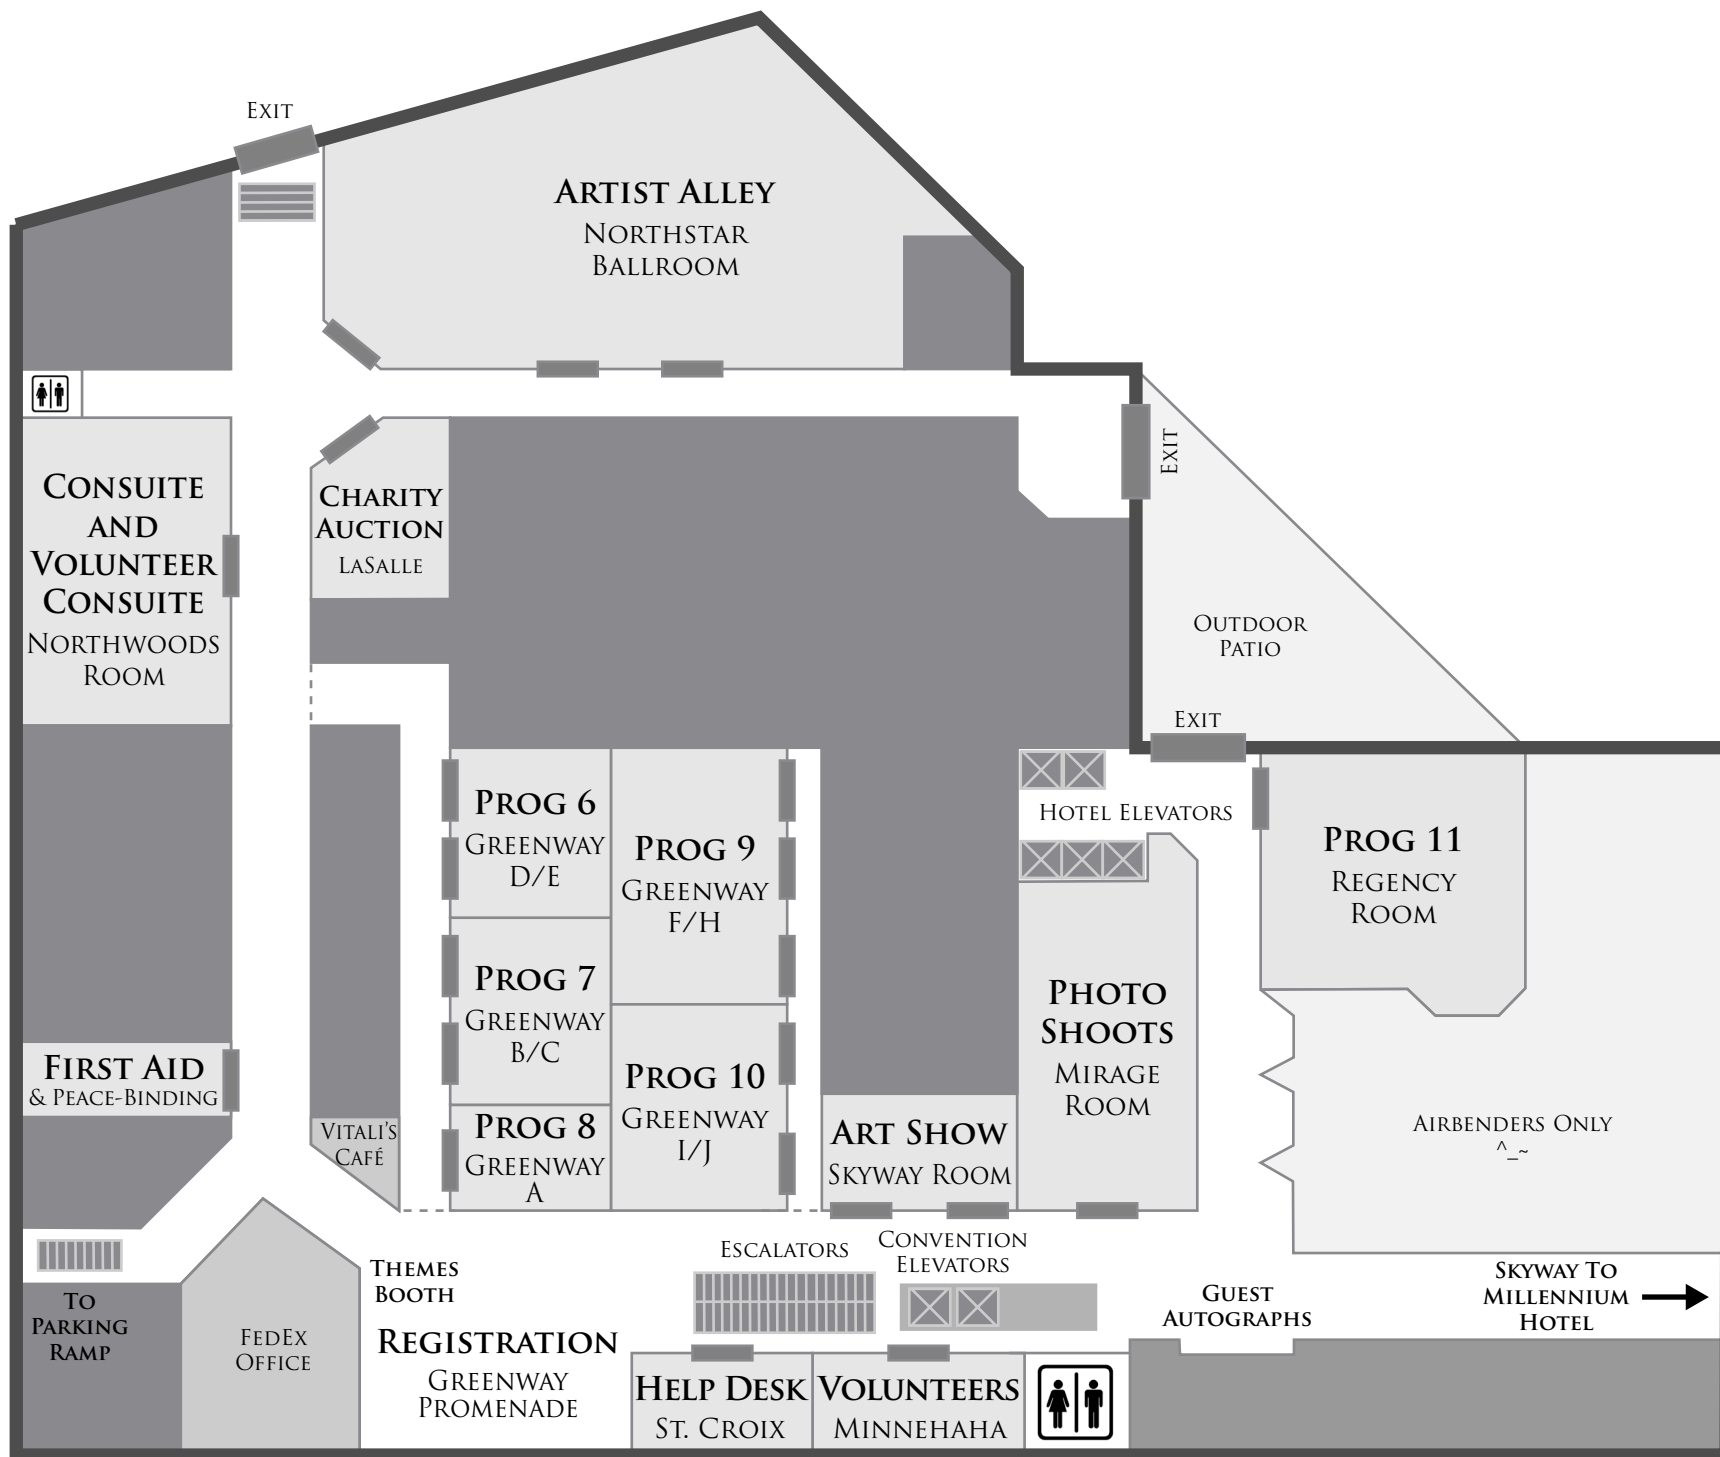 Exit
Artist Alley
Northstar
Ballroom
Exit
Consuite
and
Volunteer
Consuite
Northwoods
Room
Charity
Auction
LaSalle
Outdoor
Patio
Exit
Hotel Elevators
Prog 6
Greenway
D/E
Prog 9
Greenway
F/H
Prog 11
Regency
Room
Prog 7
Greenway
B/C
Photo
Shoots
Mirage
Room
First Aid
& Peace-Binding
Prog 10
Greenway
I/J
Vitali's
Café
Prog 8
Greenway
A
Art Show
Skyway Room
Airbenders Only
^_~
Escalators
Convention
Elevators
Themes
Booth
To
Parking
Ramp
FedEx
Office
Registration
Greenway
Promenade
Guest
Autographs
Skyway To
Millennium
Hotel
Help Desk
St. Croix
Volunteers
Minnehaha